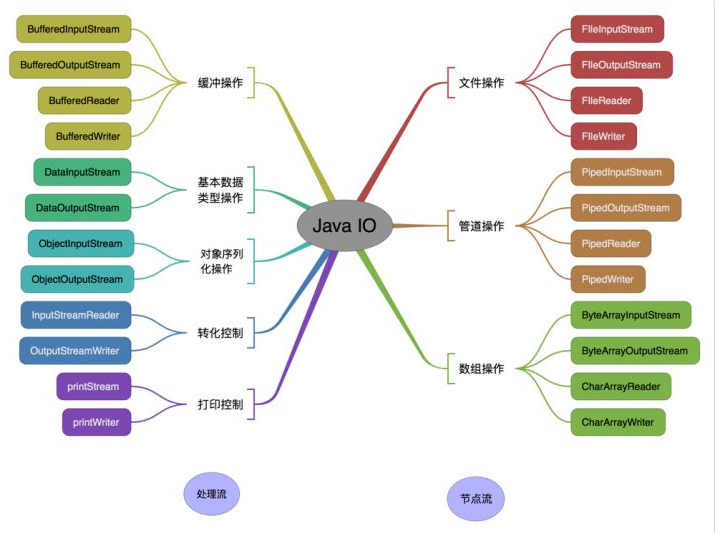 BufferedInputStream
BufferedOutputStream
BufferedReader
BufferedWriter
缓冲操作
DataInputStream
DataOutputStream
基本数据
类型操作
ObjectInputStream
ObjectOutputStream
对象序列
化操作
InputStreamReader
OutputStreamWriter
转化控制
printStream
printWriter
打印控制
Java IO
文件操作
FIleInputStream
FIleOutputStream
FIleReader
FIleWriter
管道操作
PipedInputStream
PipedOutputStream
PipedReader
PipedWriter
数组操作
ByteArrayInputStream
ByteArrayOutputStream
CharArrayReader
CharArrayWriter
处理流
节点流